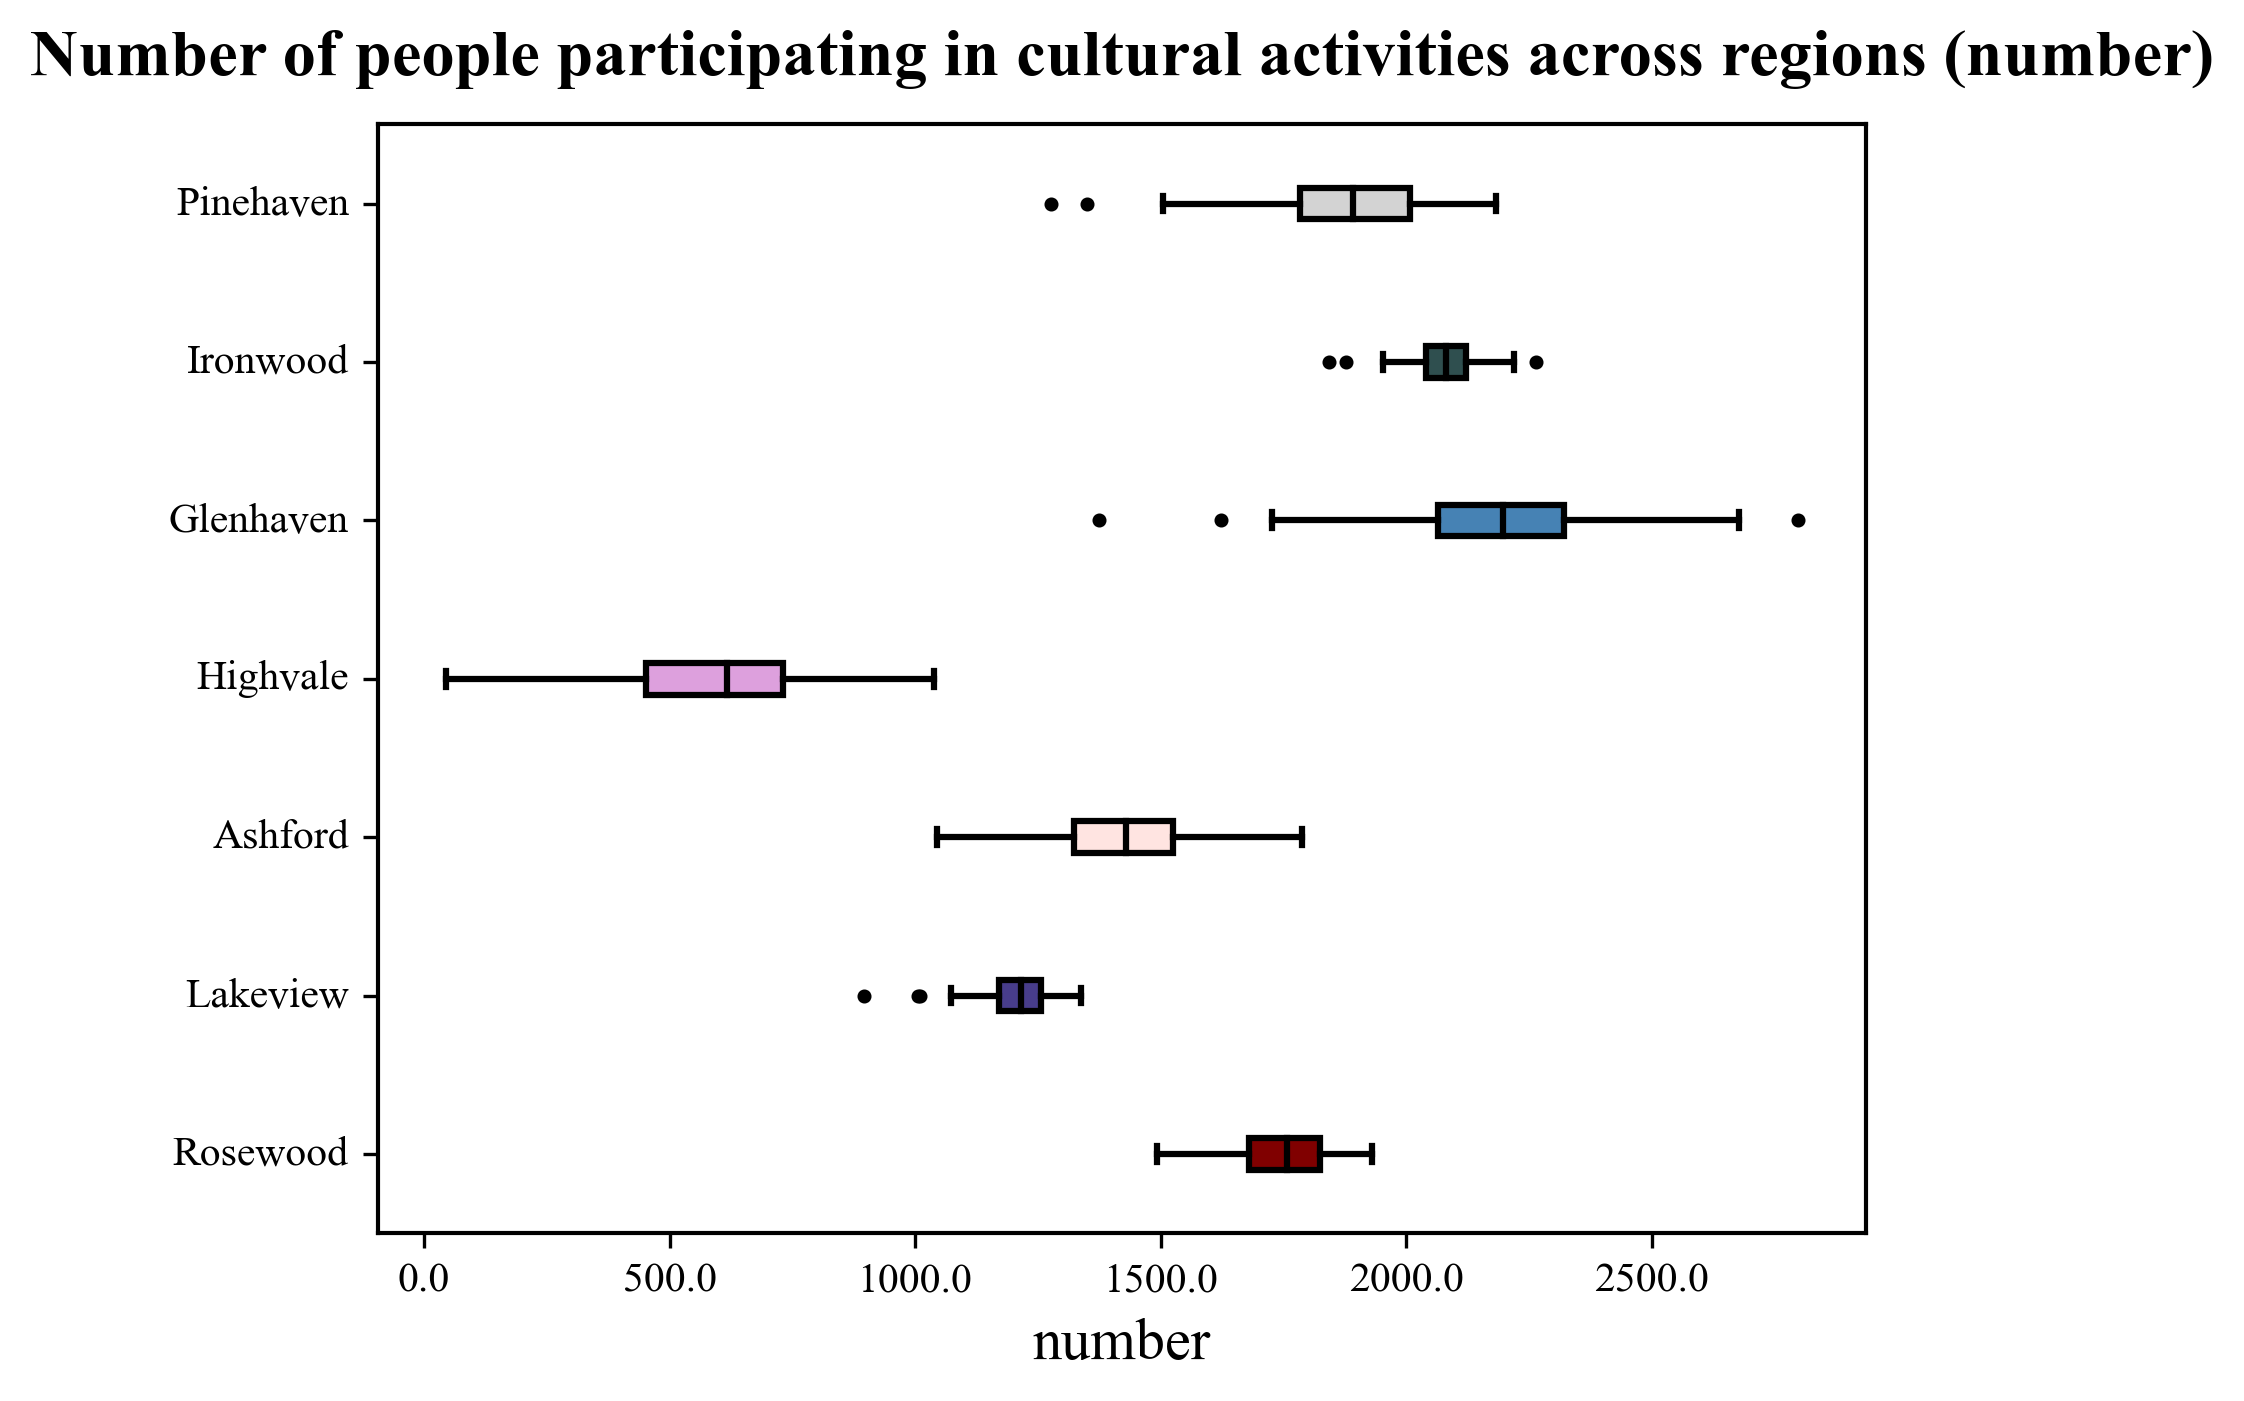 Number of people participating in cultural activities across regions (number)
Pinehaven
Ironwood
Glenhaven
Highvale
Ashford
Lakeview
Rosewood
0.0 500.0 1000.0 1500.0 2000.0 2500.0
number